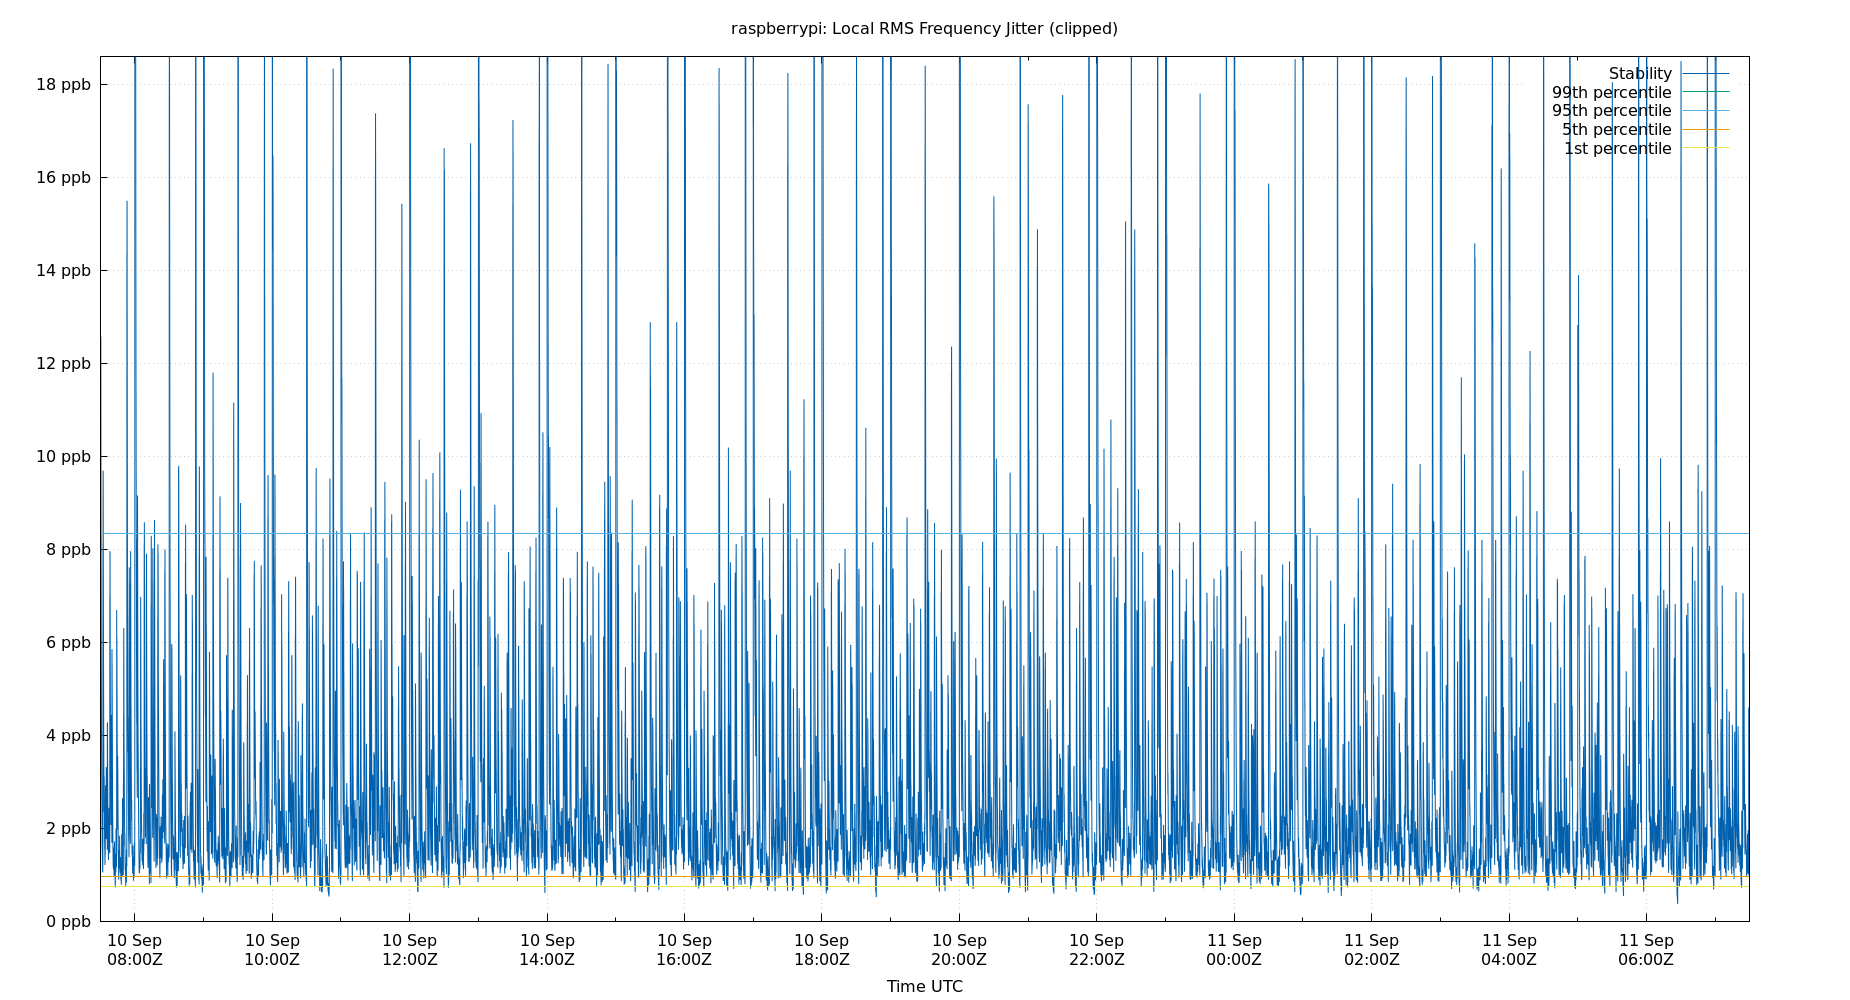 raspberrypi: Local RMS Frequency Jitter (clipped)
Stability
99th percentile
95th percentile
5th percentile
1st percentile
18 ppb
16 ppb
14 ppb
12 ppb
10 ppb
8 ppb
6 ppb
4 ppb
2 ppb
0 ppb
10 Sep 10 Sep 10 Sep 10 Sep 10 Sep 10 Sep 10 Sep 10 Sep 11 Sep 11 Sep 11 Sep 11 Sep
08:00Z 10:00Z 12:00Z 14:00Z 16:00Z 18:00Z 20:00Z 22:00Z 00:00Z 02:00Z 04:00Z 06:00Z
Time UTC